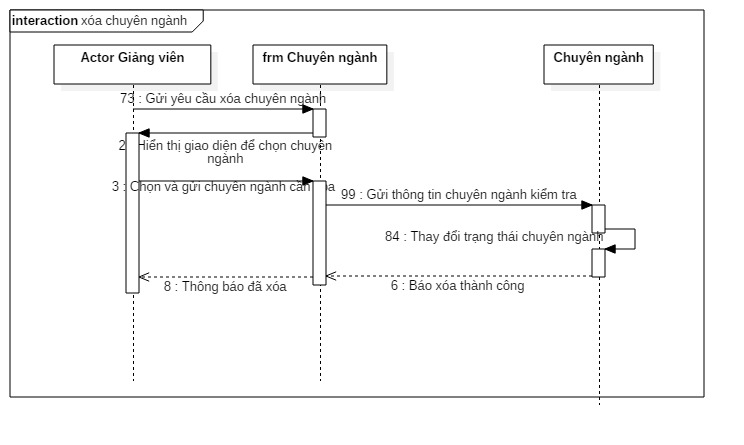 interaction xóa chuyên ngành
Actor Giảng viên
frm Chuyên ngành
Chuyên ngành
73 : Gửi yêu cầu xóa chuyên ngành
2 Hiển thị giao diện để chọn chuyên
ngành
3 : Chọn và gửi chuyên ngành cần
99 : Gửi thông tin chuyên ngành kiểm tra
84 : Thay đổi trạng thái chuyên ngành
6 : Báo xóa thành công
8 : Thông báo đã xóa